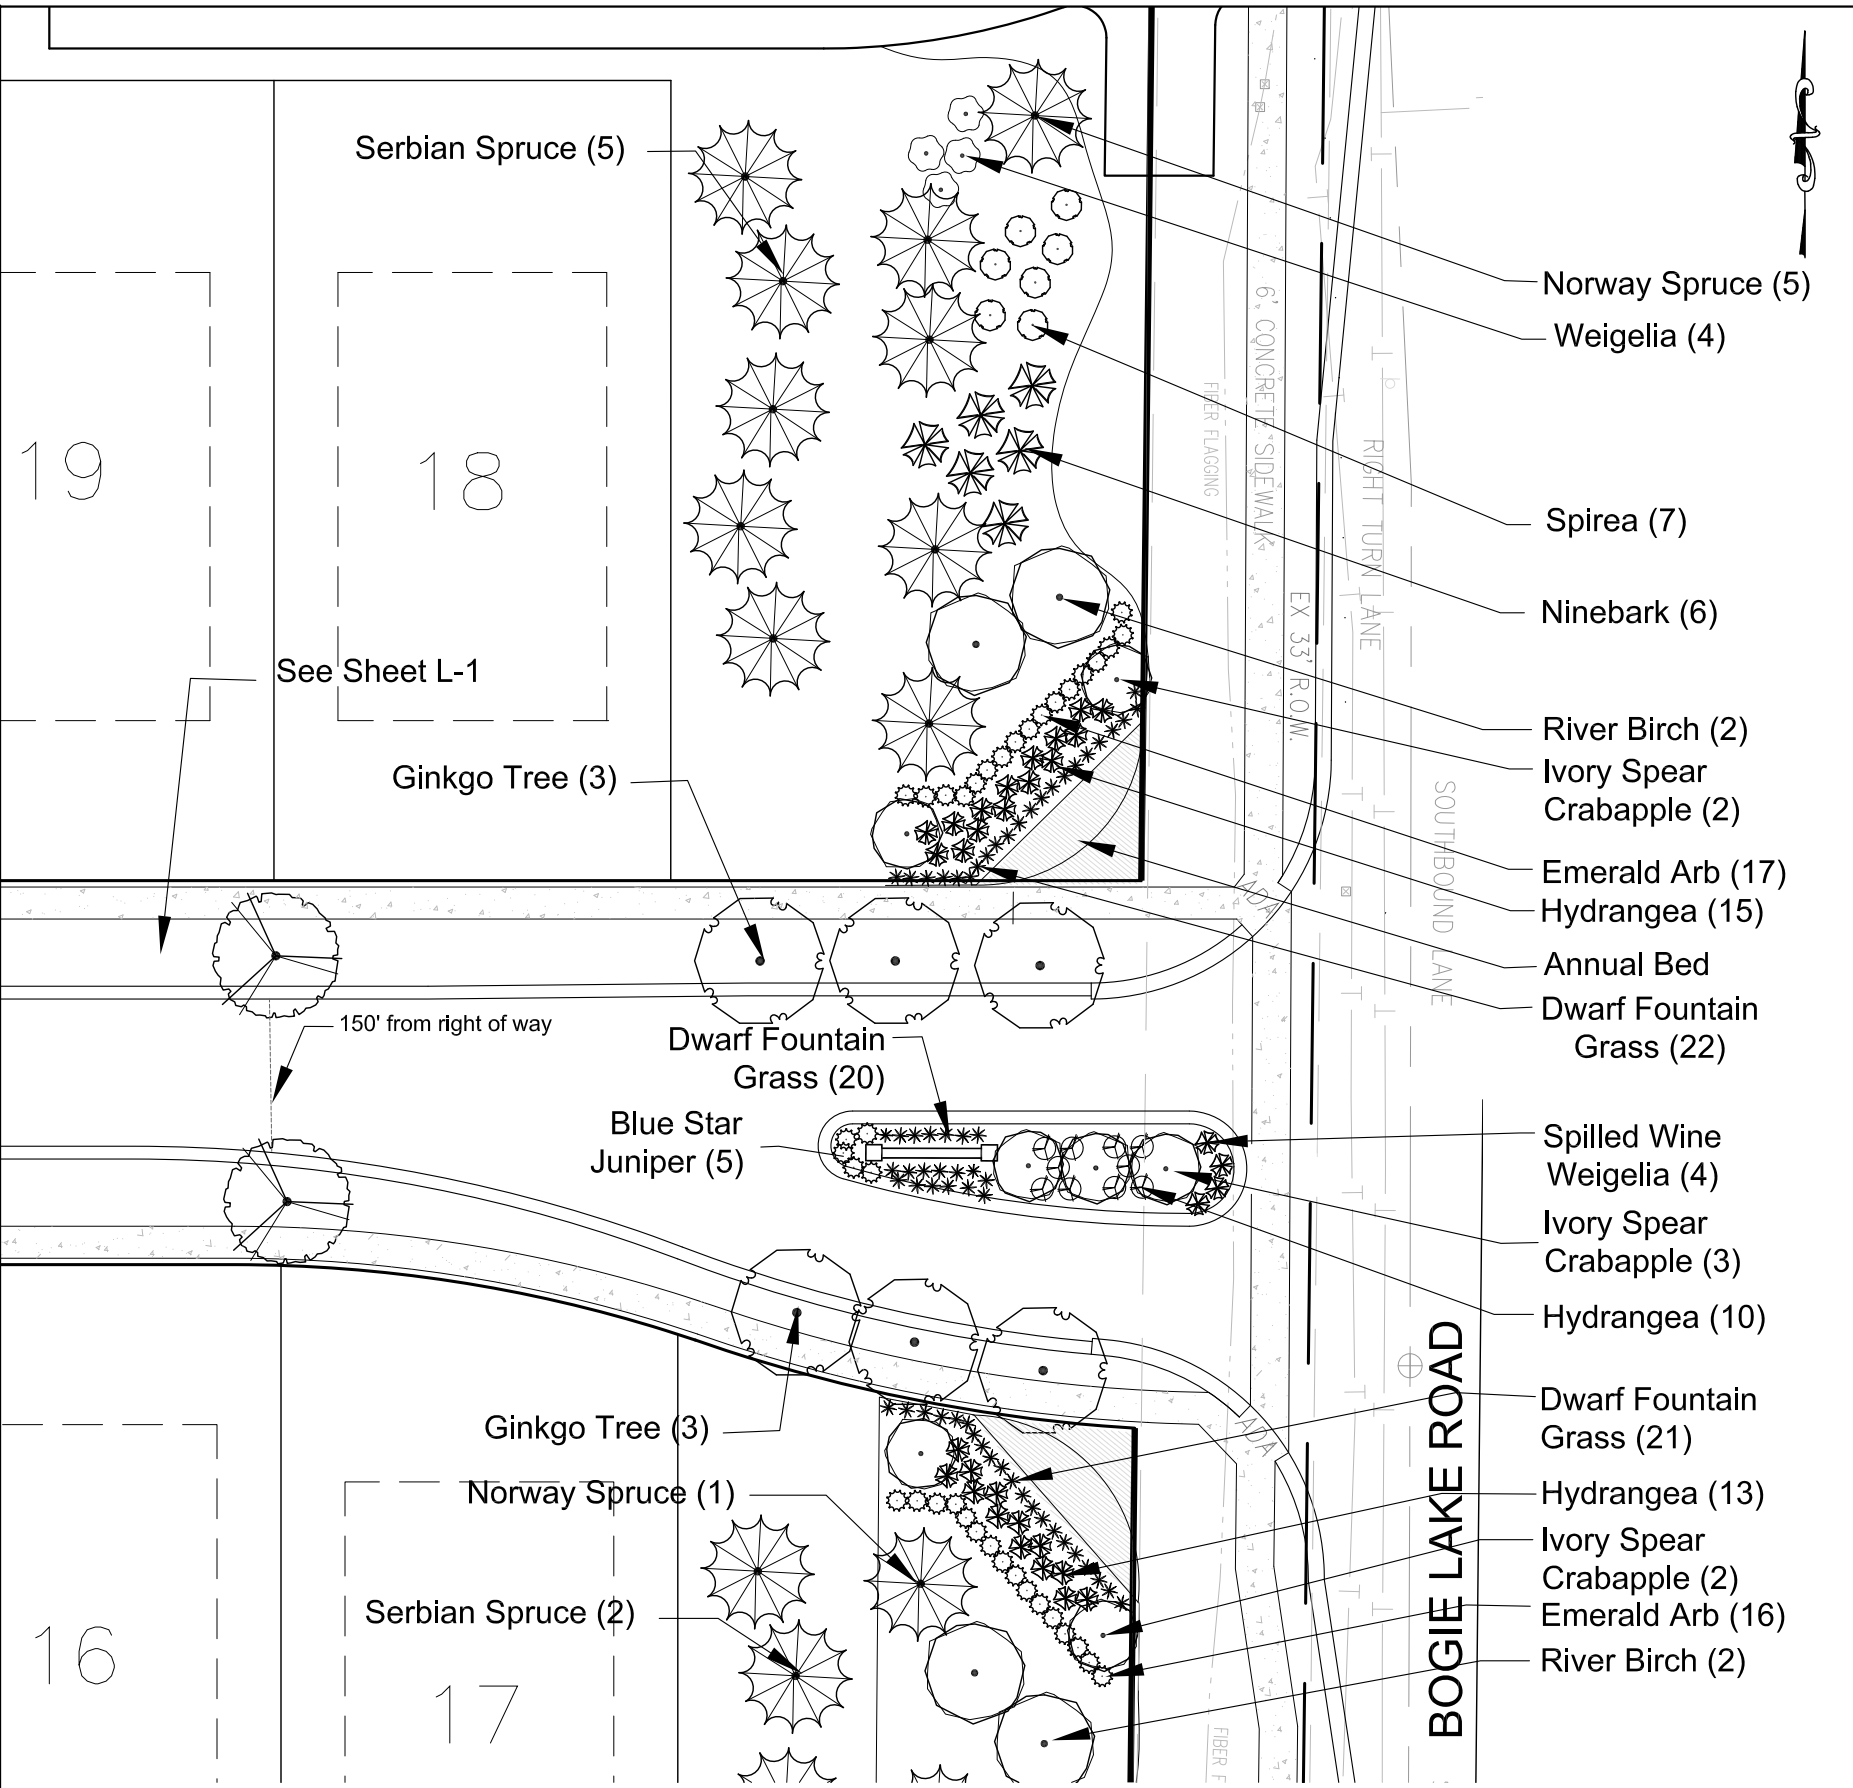 Serbian Spruce (5)
Norway Spruce (5)
Weigelia (4)
6' CONCRETE SIDEWALK
FIBER FLAGGING
RIGHT TURN LANE
19
18
Spirea (7)
Ninebark (6)
EX 33' R.O.W.
See Sheet L-1
River Birch (2)
Ivory Spear
Crabapple (2)
Ginkgo Tree (3)
SOUTHBOUND LANE
Emerald Arb (17)
Hydrangea (15)
ADA
Annual Bed
Dwarf Fountain
Grass (22)
150' from right of way
Dwarf Fountain
Grass (20)
Blue Star
Juniper (5)
Spilled Wine
Weigelia (4)
Ivory Spear
Crabapple (3)
Hydrangea (10)
BOGIE LAKE ROAD
Dwarf Fountain
Grass (21)
ADA
Ginkgo Tree (3)
Norway Spruce (1)
Hydrangea (13)
Ivory Spear
Crabapple (2)
Serbian Spruce (2)
Emerald Arb (16)
River Birch (2)
16
17
FIBER F